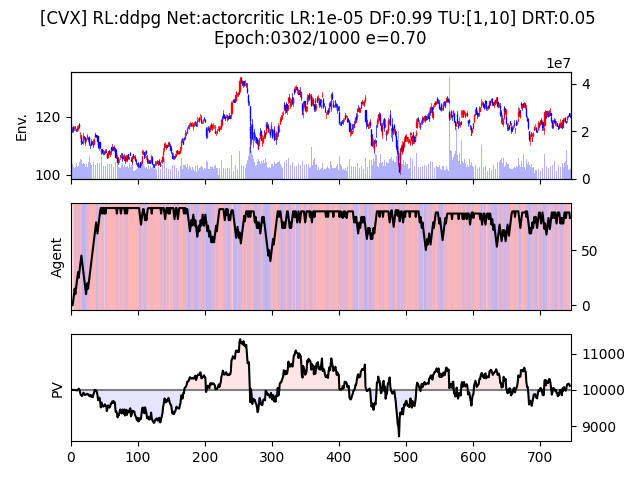 [CVX] RL:ddpg Net:actorcritic LR:1e-05 DF:0.99 TU:[1,10] DRT:0.05
Epoch:0302/1000 e=0.70
1e7
Env.
120
100
4
2
0
Agent
50
0
PV
11000
10000
9000
0 100 200 300 400 500 600 700